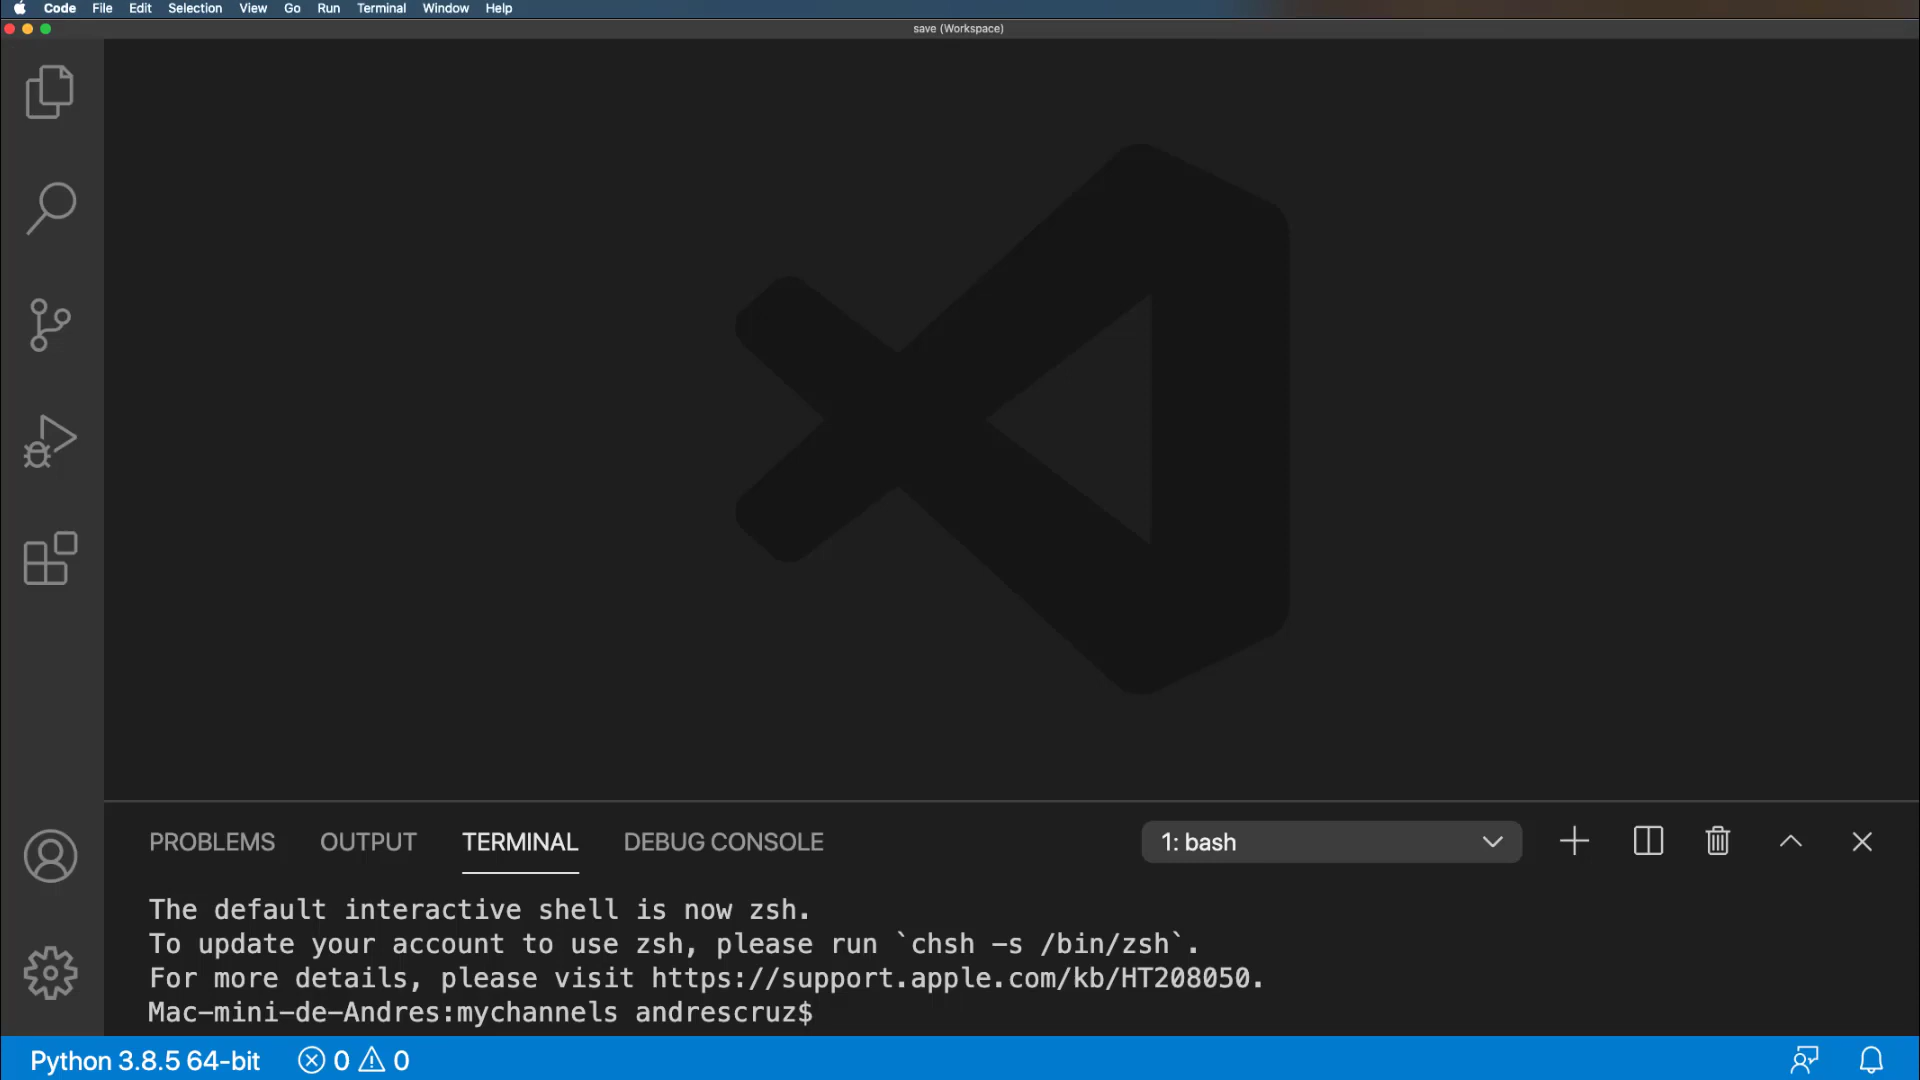 Code File Edit Selection View Go Run Terminal Window Help
save (Workspace)
PROBLEMS OUTPUT TERMINAL DEBUG CONSOLE 1: bash
The default interactive shell is now zsh.
To update your account to use zsh, please run `chsh -s /bin/zsh`.
For more details, please visit https://support.apple.com/kb/HT208050.
Mac-mini-de-Andres:mychannels andrescruz$
Python 3.8.5 64-bit 0 0